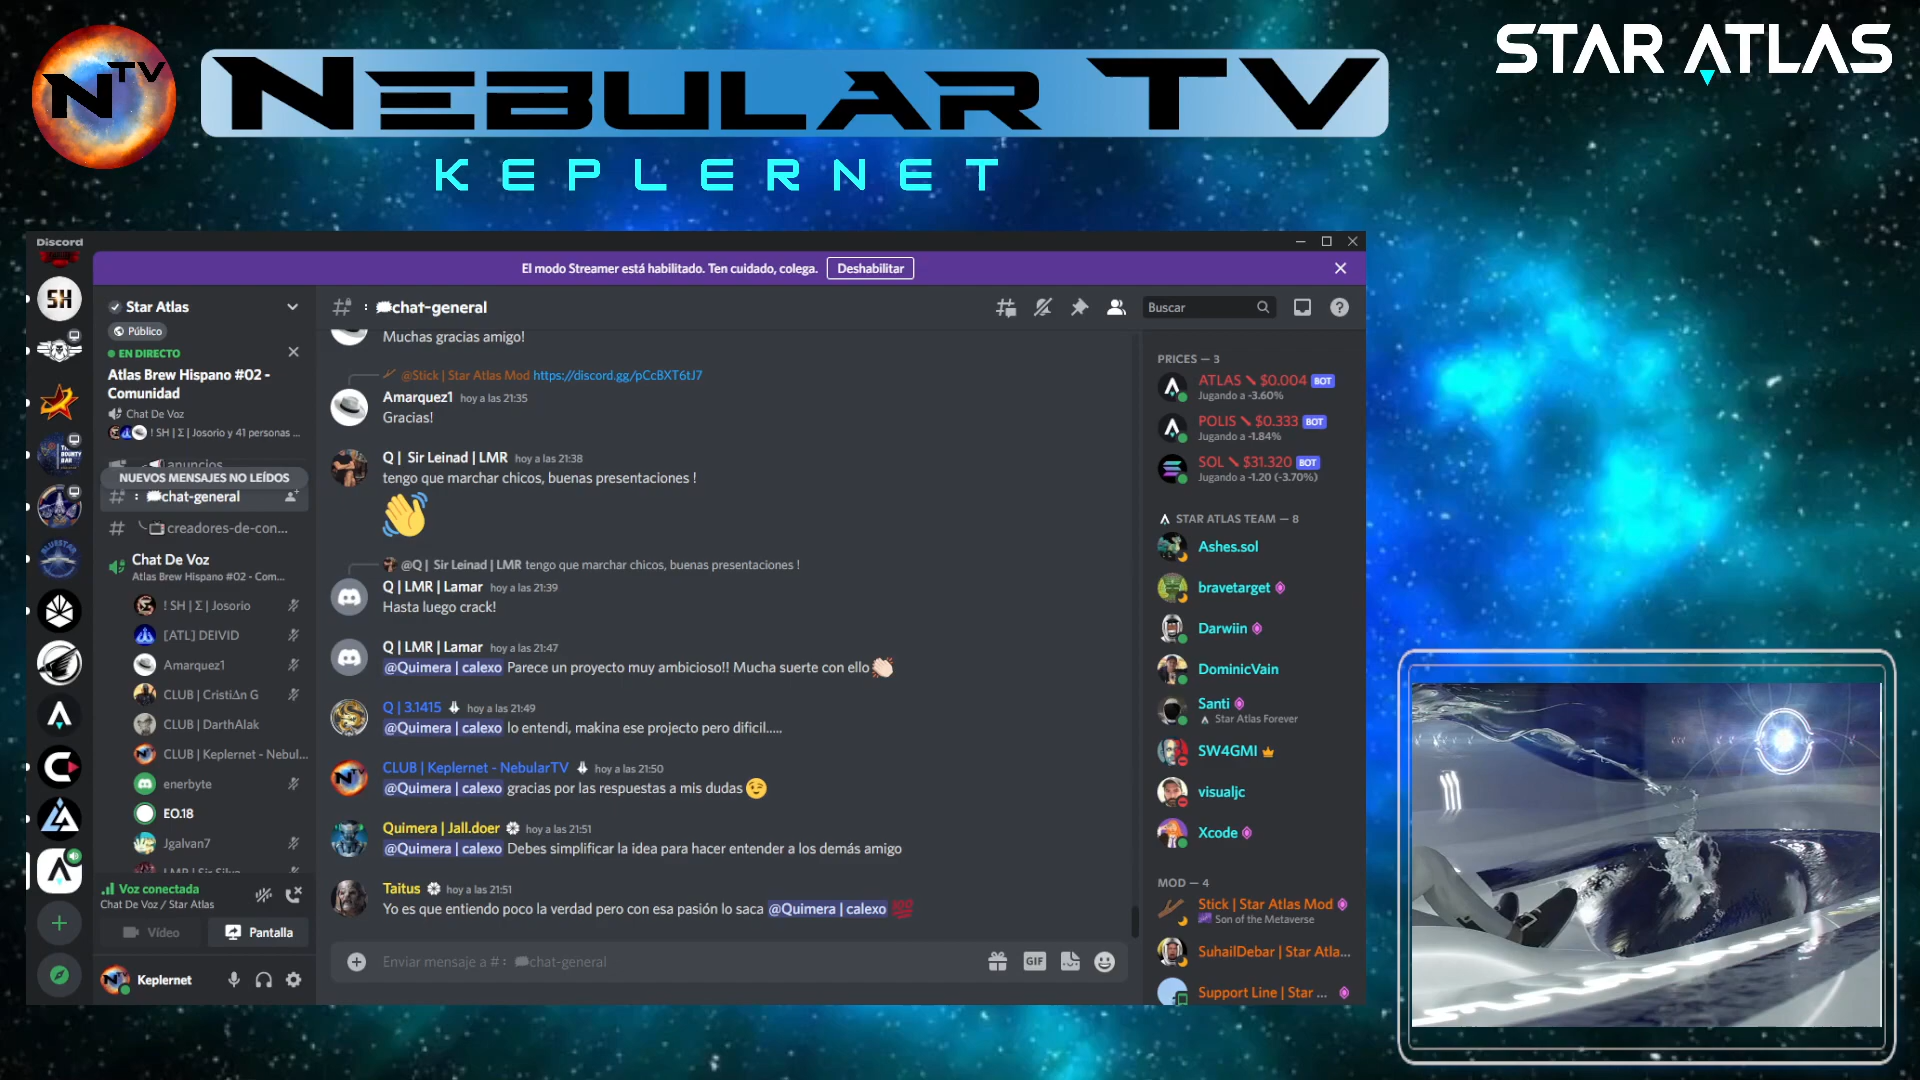 NTV
NEBULAR TV
KEPLERNET
STAR ATLAS
Discord
El modo Streamer está habilitado. Ten cuidado, colega. Deshabilitar
SH
Star Atlas
Público
EN DIRECTO
Atlas Brew Hispano #02 -
Comunidad
Chat De Voz
! SH | Σ | Josorio y 41 personas ...
anuncios
NUEVOS MENSAJES NO LEÍDOS
chat-general
creadores-de-con...
Chat De Voz
Atlas Brew Hispano #02 - Com...
! SH | Σ | Josorio
[ATL] DEIVID
Amarquez1
CLUB | CristiΔn G
CLUB | DarthAlak
CLUB | Keplernet - Nebul...
enerbyte
EO.18
Jgalvan7
LMR | Sir Silvo
Voz conectada
Chat De Voz / Star Atlas
Vídeo
Pantalla
Keplernet
chat-general
Buscar
Muchas gracias amigo!
@Stick | Star Atlas Mod https://discord.gg/pCcBXT6tJ7
Amarquez1 hoy a las 21:35
Gracias!
Q | Sir Leinad | LMR hoy a las 21:38
tengo que marchar chicos, buenas presentaciones !
@Q | Sir Leinad | LMR tengo que marchar chicos, buenas presentaciones !
Q | LMR | Lamar hoy a las 21:39
Hasta luego crack!
Q | LMR | Lamar hoy a las 21:47
@Quimera | calexo Parece un proyecto muy ambicioso!! Mucha suerte con ello
Q | 3.1415 hoy a las 21:49
@Quimera | calexo lo entendi, makina ese projecto pero dificil.....
CLUB | Keplernet - NebularTV hoy a las 21:50
@Quimera | calexo gracias por las respuestas a mis dudas
Quimera | Jall.doer hoy a las 21:51
@Quimera | calexo Debes simplificar la idea para hacer entender a los demás amigo
Taitus hoy a las 21:51
Yo es que entiendo poco la verdad pero con esa pasión lo saca @Quimera | calexo 💯
Enviar mensaje a # : chat-general
GIF
PRICES — 3
ATLAS ⬊ $0.004 BOT
Jugando a -3.60%
POLIS ⬊ $0.333 BOT
Jugando a -1.84%
SOL ⬊ $31.320 BOT
Jugando a -1.20 (-3.70%)
STAR ATLAS TEAM — 8
Ashes.sol
bravetarget
Darwiin
DominicVain
Santi
Star Atlas Forever
SW4GMI
visualjc
Xcode
MOD — 4
Stick | Star Atlas Mod
Son of the Metaverse
SuhailDebar | Star Atla...
Support Line | Star ...